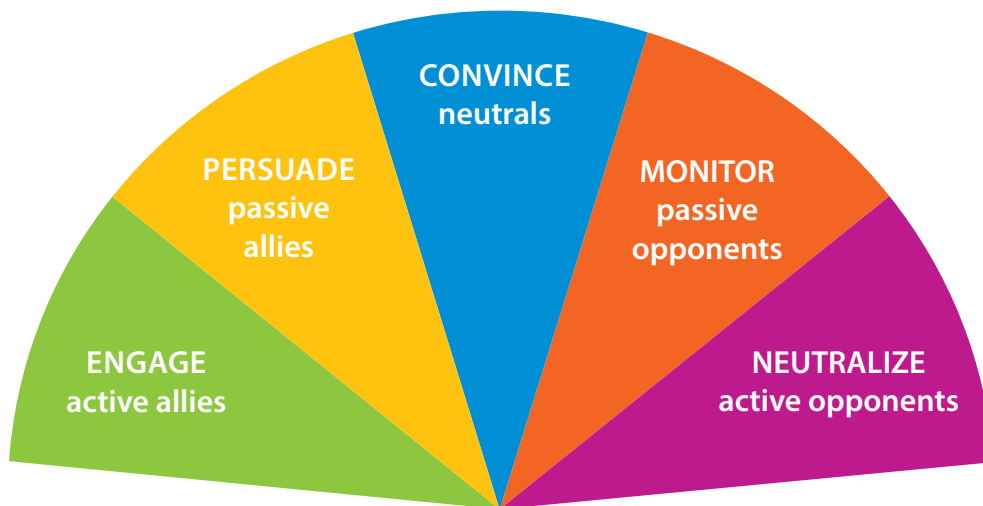 ENGAGE
active allies
PERSUADE
passive
allies
CONVINCE
neutrals
MONITOR
passive
opponents
NEUTRALIZE
active opponents